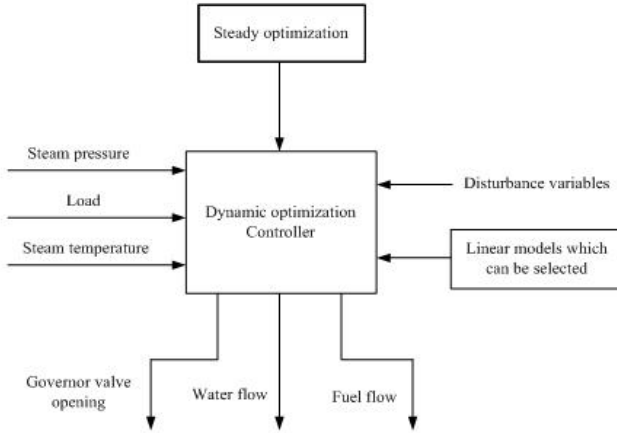 Steady optimization
Steam pressure
Load
Steam temperature
Dynamic optimization
Controller
Disturbance variables
Linear models which
can be selected
Governor valve
opening
Water flow
Fuel flow